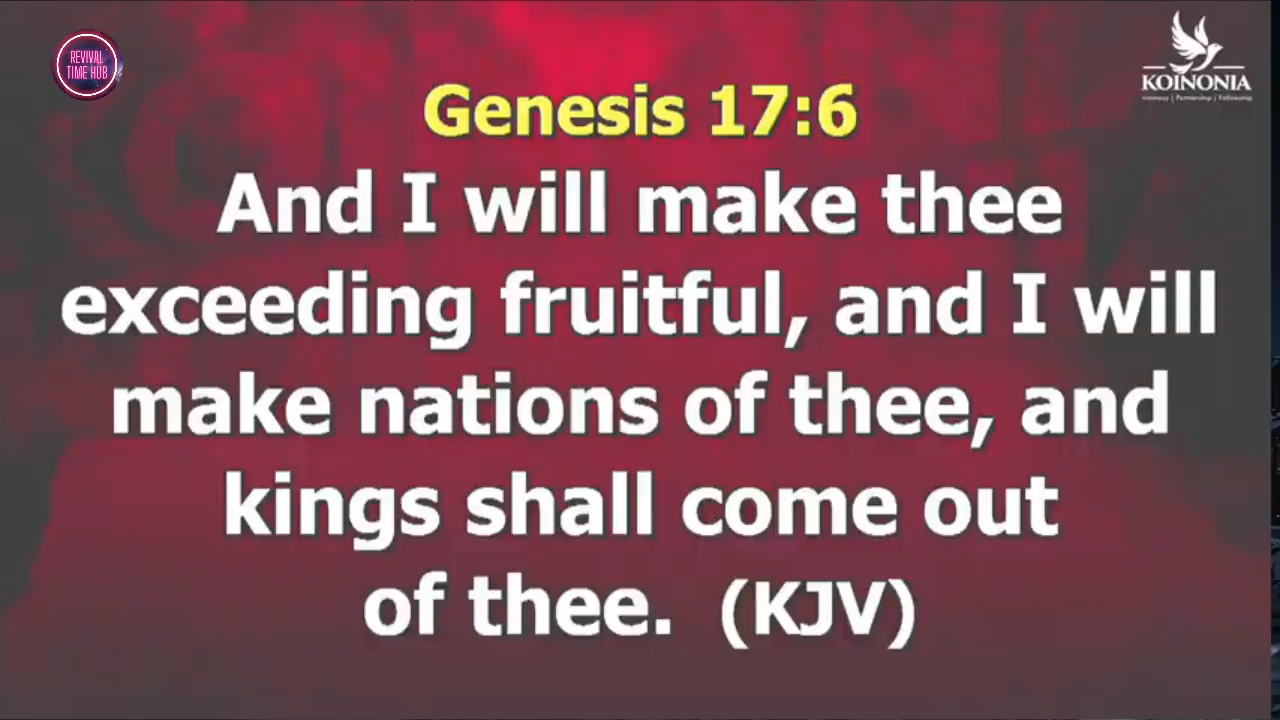 REVIVAL
TIME HUB
KOINONIA
Genesis 17:6
And I will make thee
exceeding fruitful, and I will
make nations of thee, and
kings shall come out
of thee. (KJV)